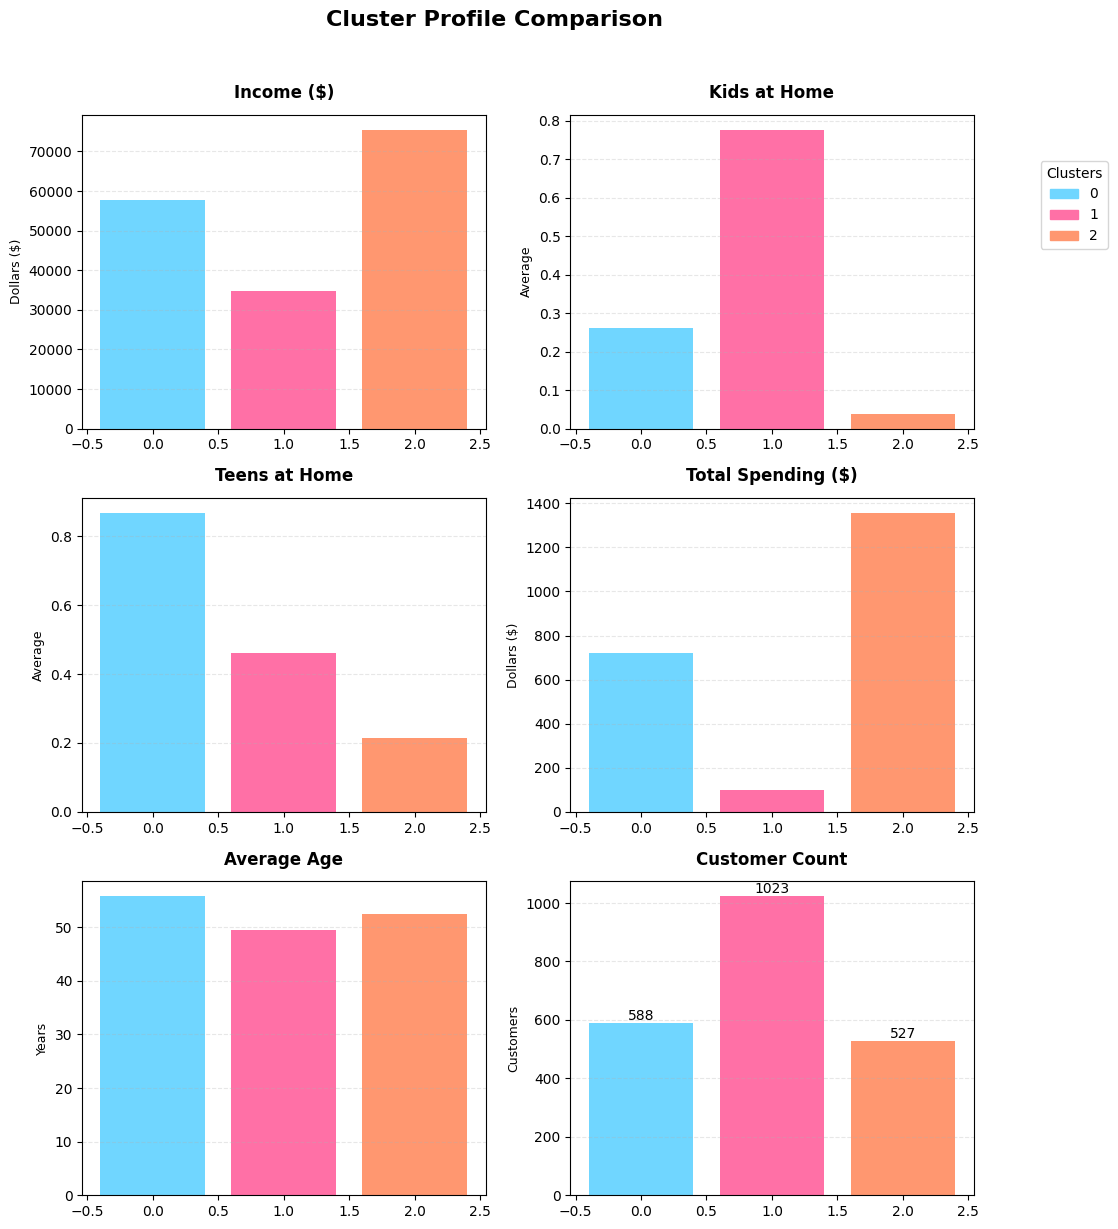 Cluster Profile Comparison
Income ($)
Dollars ($)
70000
60000
50000
40000
30000
20000
10000
0
−0.5 0.0 0.5 1.0 1.5 2.0 2.5
Kids at Home
Average
0.8
0.7
0.6
0.5
0.4
0.3
0.2
0.1
0.0
−0.5 0.0 0.5 1.0 1.5 2.0 2.5
Clusters
0
1
2
Teens at Home
Average
0.8
0.6
0.4
0.2
0.0
−0.5 0.0 0.5 1.0 1.5 2.0 2.5
Total Spending ($)
Dollars ($)
1400
1200
1000
800
600
400
200
0
−0.5 0.0 0.5 1.0 1.5 2.0 2.5
Average Age
Years
50
40
30
20
10
0
−0.5 0.0 0.5 1.0 1.5 2.0 2.5
Customer Count
Customers
1000
800
600
400
200
0
588
1023
527
−0.5 0.0 0.5 1.0 1.5 2.0 2.5